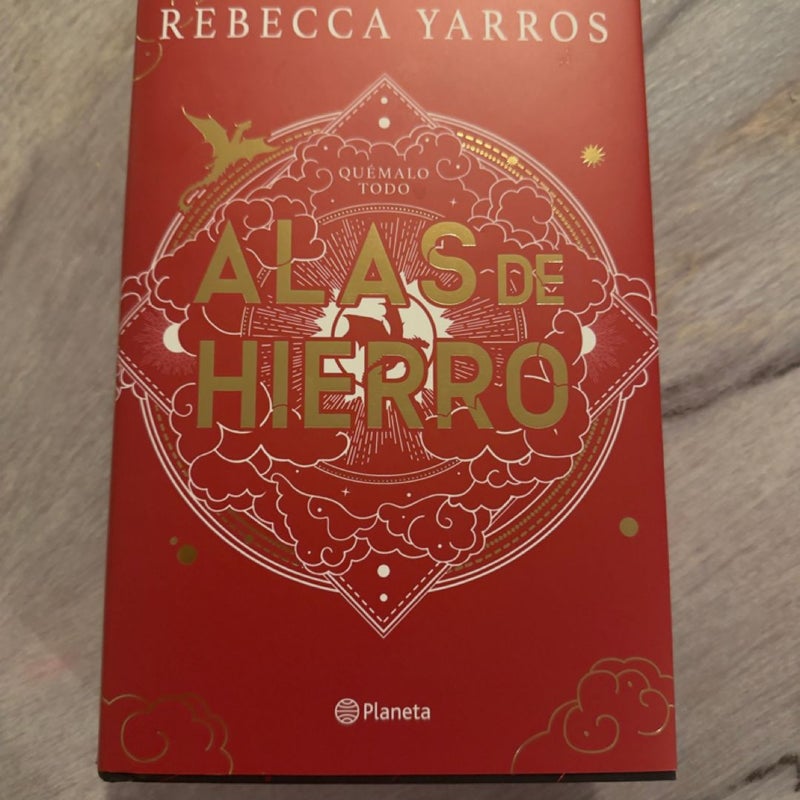 REBECCA YARROS
QUÉMALO
TODO
ALAS DE
HIERRO
Planeta